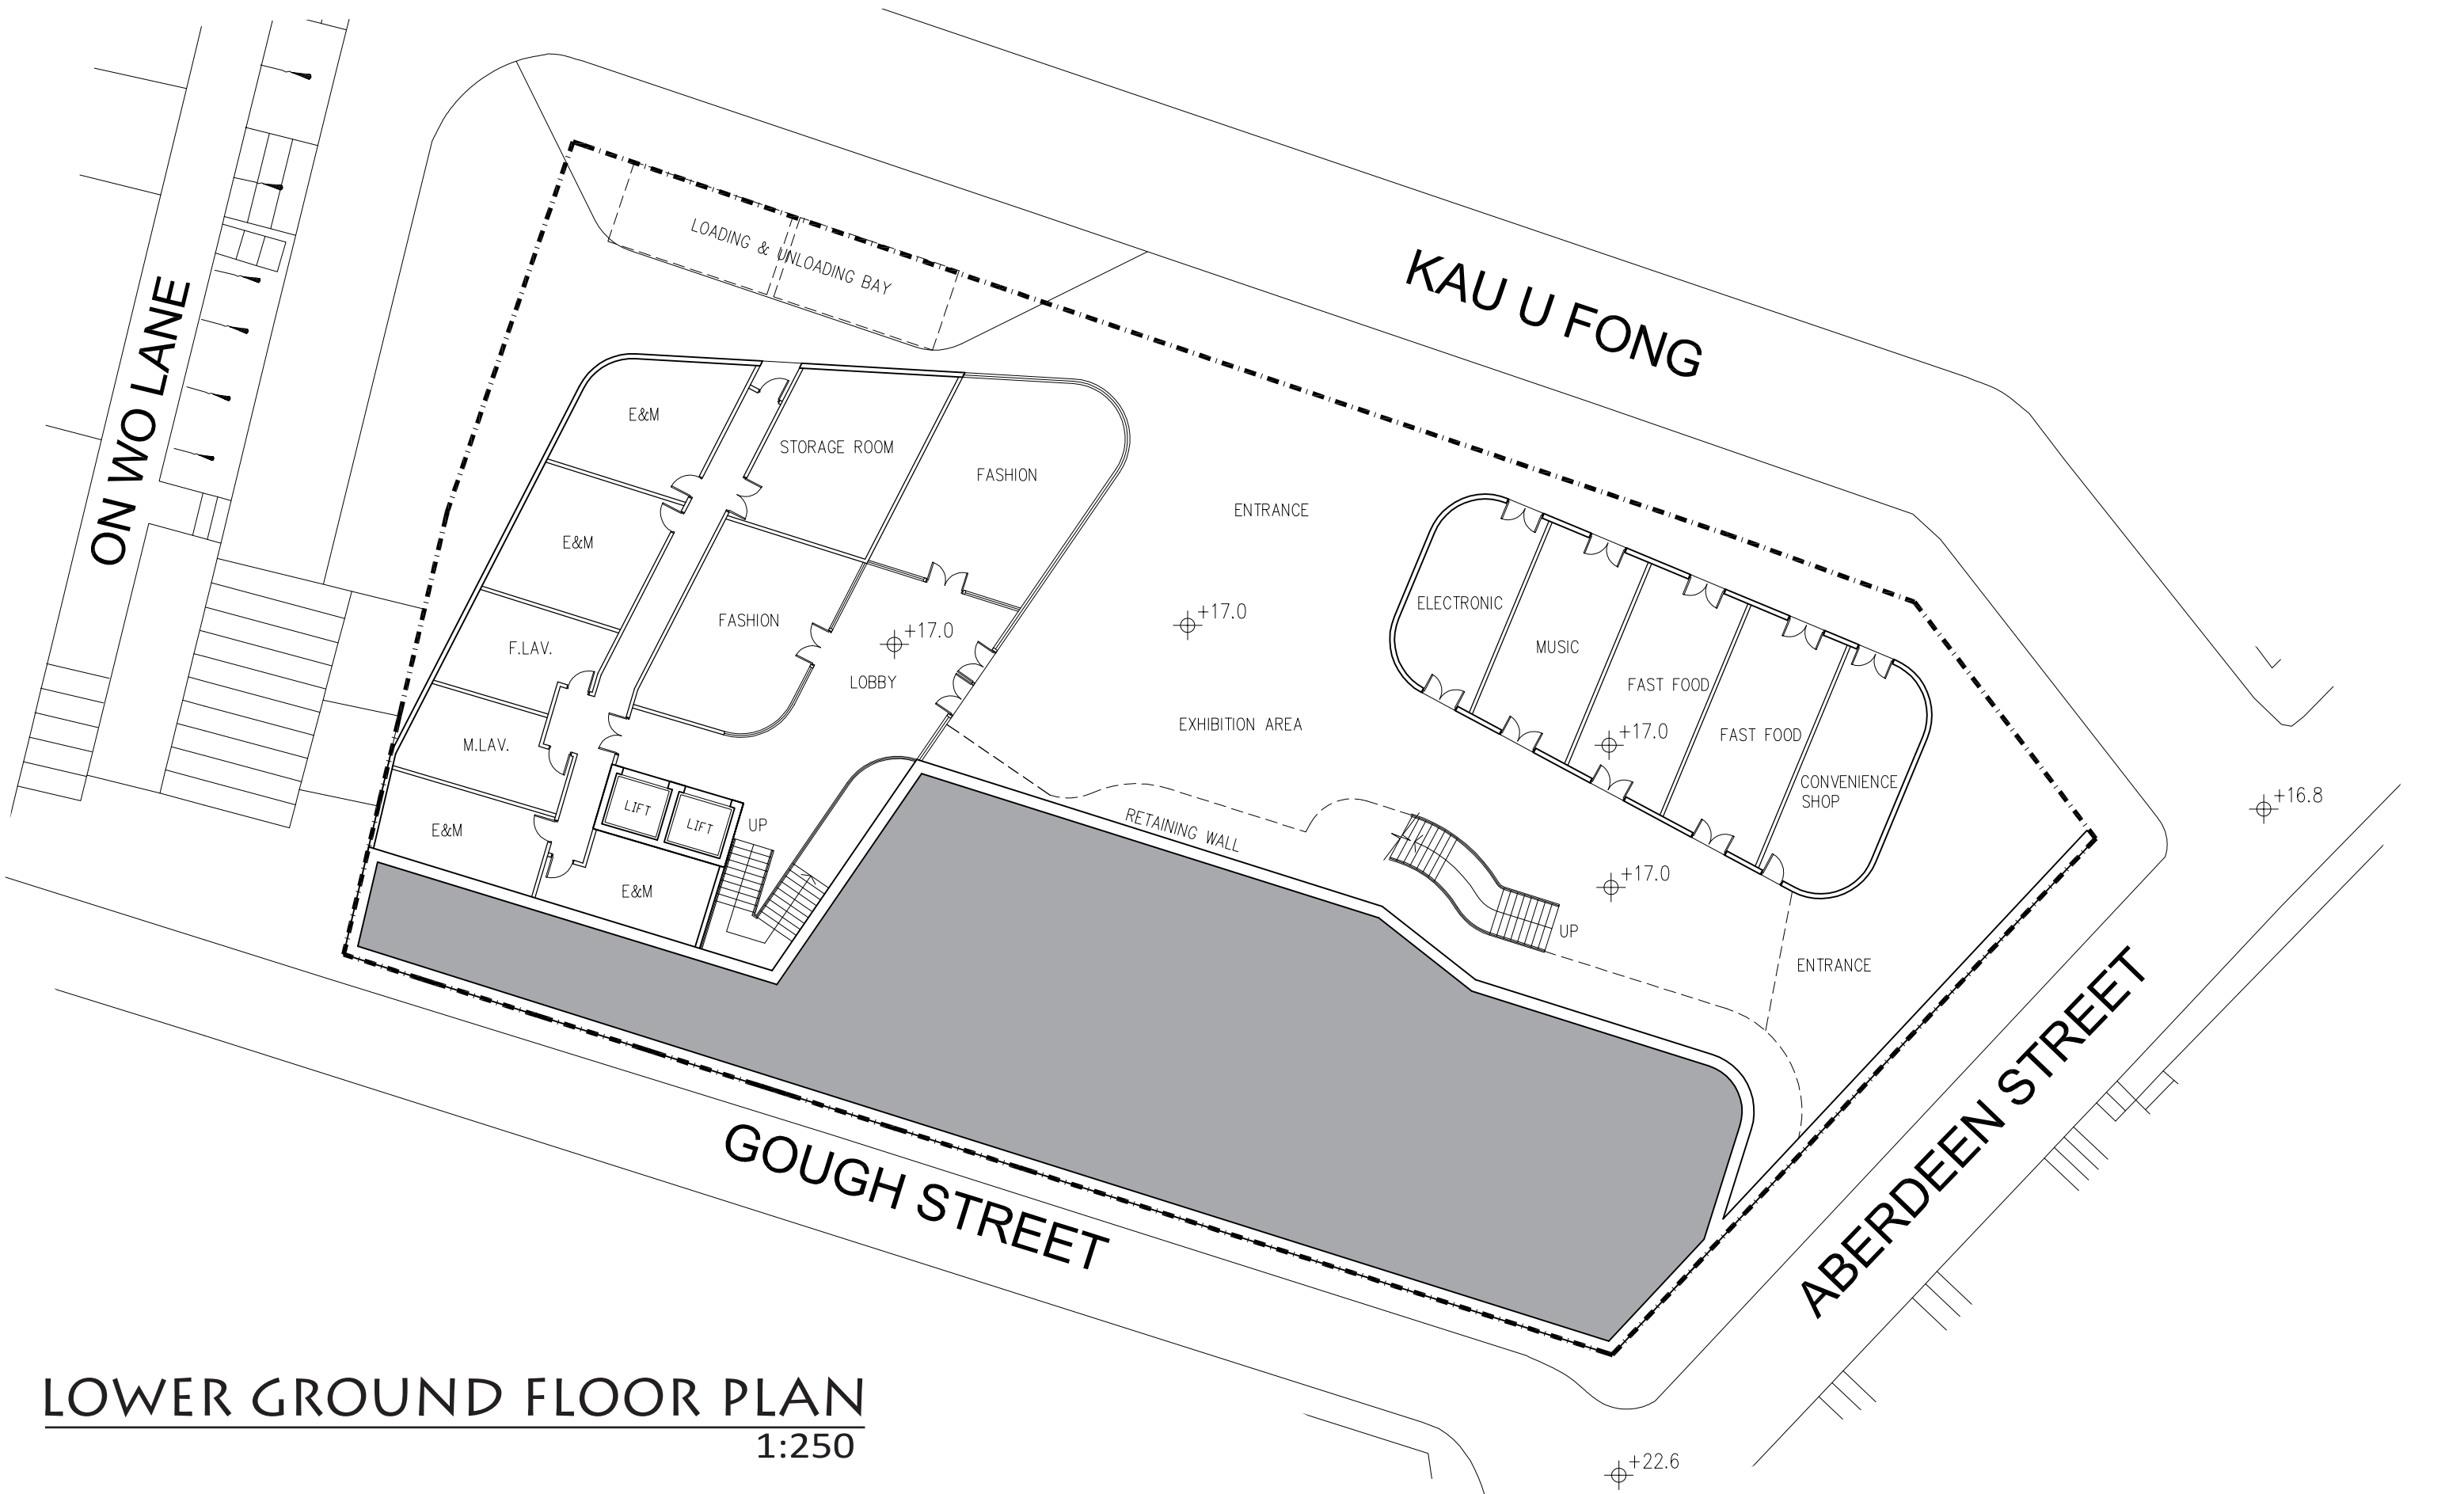 KAU U FONG
LOADING & UNLOADING BAY
ON WO LANE
E&M
STORAGE ROOM
FASHION
ENTRANCE
E&M
ELECTRONIC
+17.0
FASHION
+17.0
MUSIC
F.LAV.
LOBBY
FAST FOOD
EXHIBITION AREA
+17.0
FAST FOOD
M.LAV.
CONVENIENCE
SHOP
+16.8
LIFT
LIFT
UP
E&M
RETAINING WALL
+17.0
E&M
UP
ENTRANCE
ABERDEEN STREET
GOUGH STREET
LOWER GROUND FLOOR PLAN
1:250
+22.6